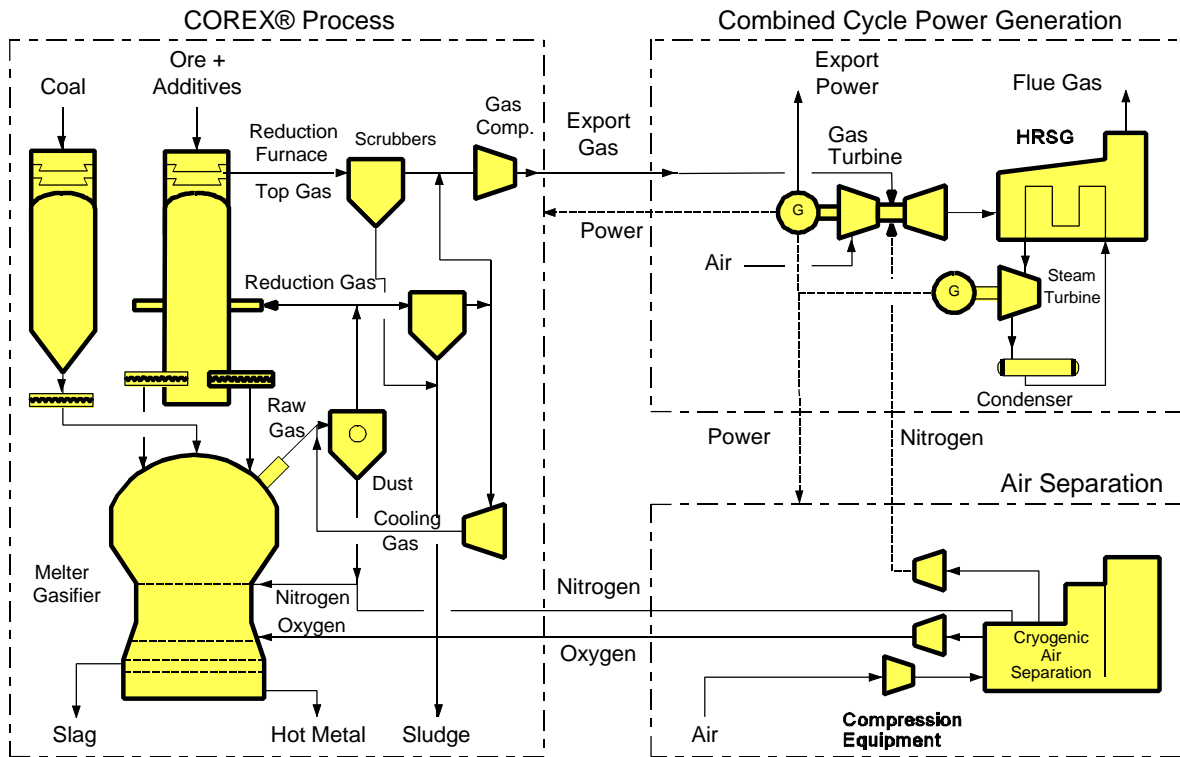 COREX® Process
Combined Cycle Power Generation
Coal
Ore +
Additives
Reduction
Furnace
Top Gas
Scrubbers
Gas
Comp.
Export
Gas
Export
Power
Gas
Turbine
HRSG
Flue Gas
G
Power
Air
Reduction Gas
G
Steam
Turbine
Condenser
Raw
Gas
Dust
Cooling
Gas
Power
Nitrogen
Air Separation
Melter
Gasifier
Nitrogen
Oxygen
Nitrogen
Oxygen
Cryogenic
Air
Separation
Slag
Hot Metal
Sludge
Air
Compression
Equipment